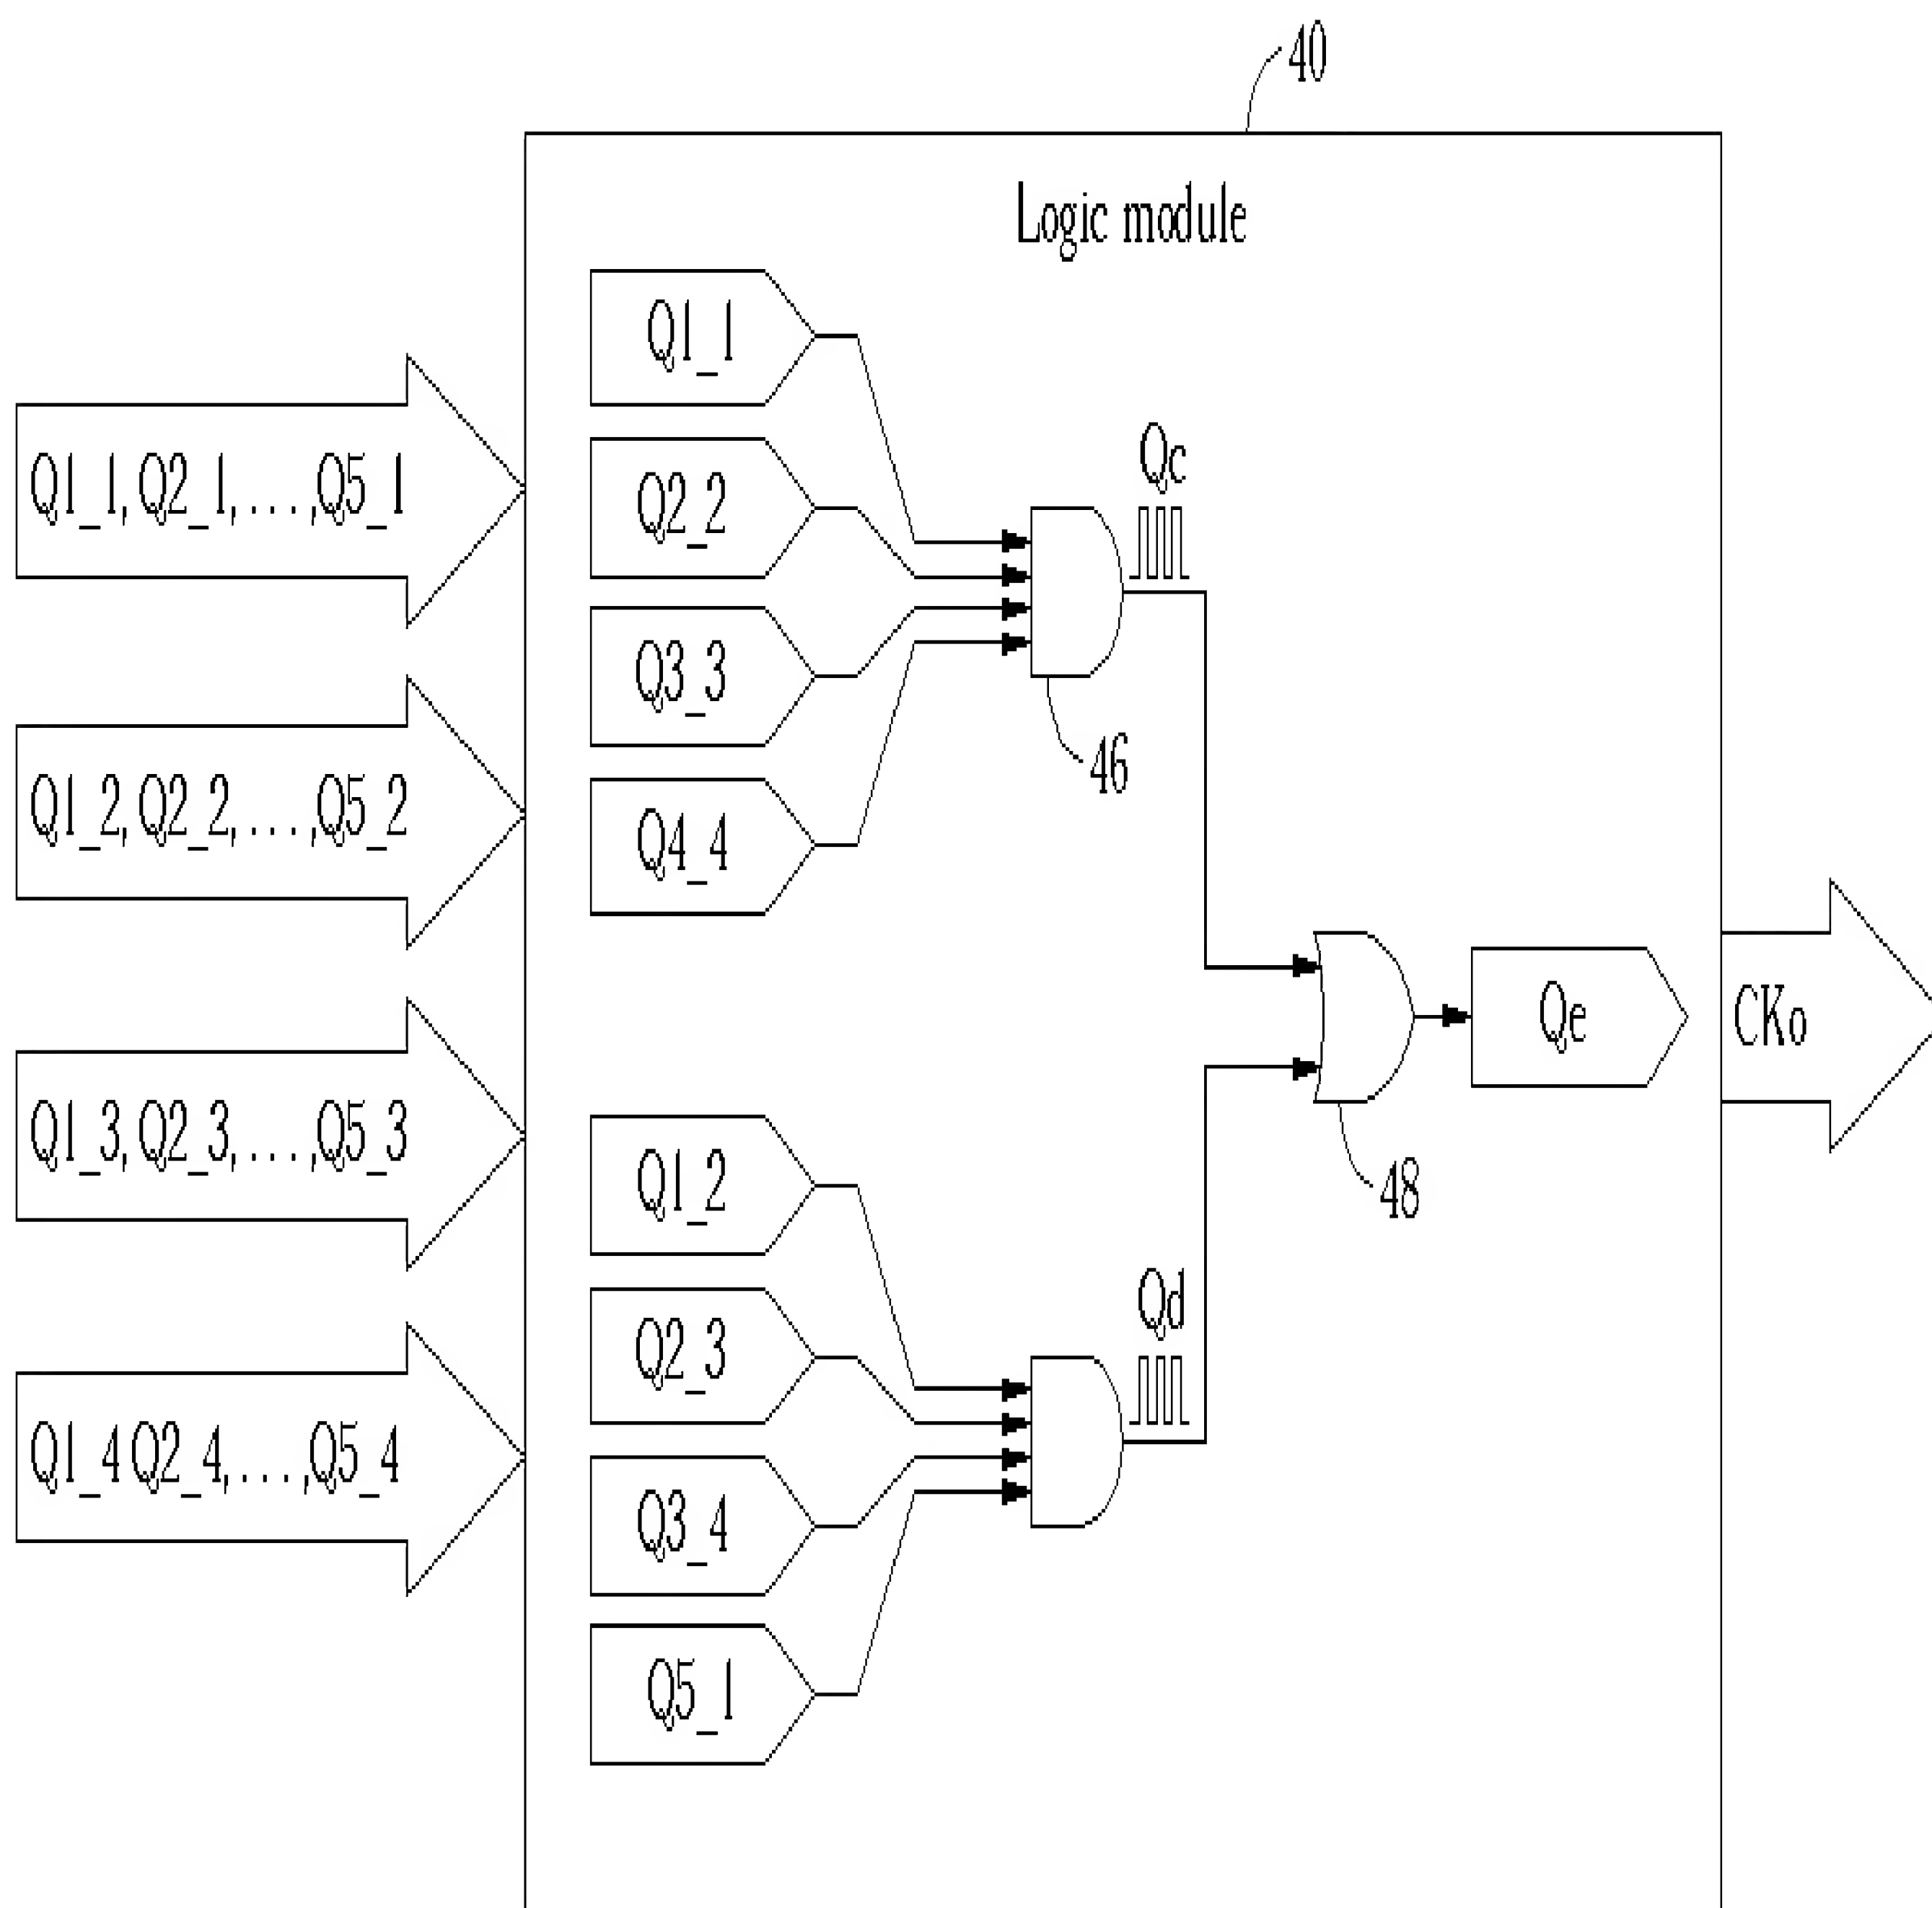 40
Logic module
Q1_1
Q2_2
Q3_3
Q4_4
Qc
46
Q1_1,Q2_1,...,Q5_1
Q1_2,Q2_2,...,Q5_2
Q1_3,Q2_3,...,Q5_3
Q1_4 Q2_4,...,Q5_4
Q1_2
Q2_3
Q3_4
Q5_1
Qd
48
Qe
CKo